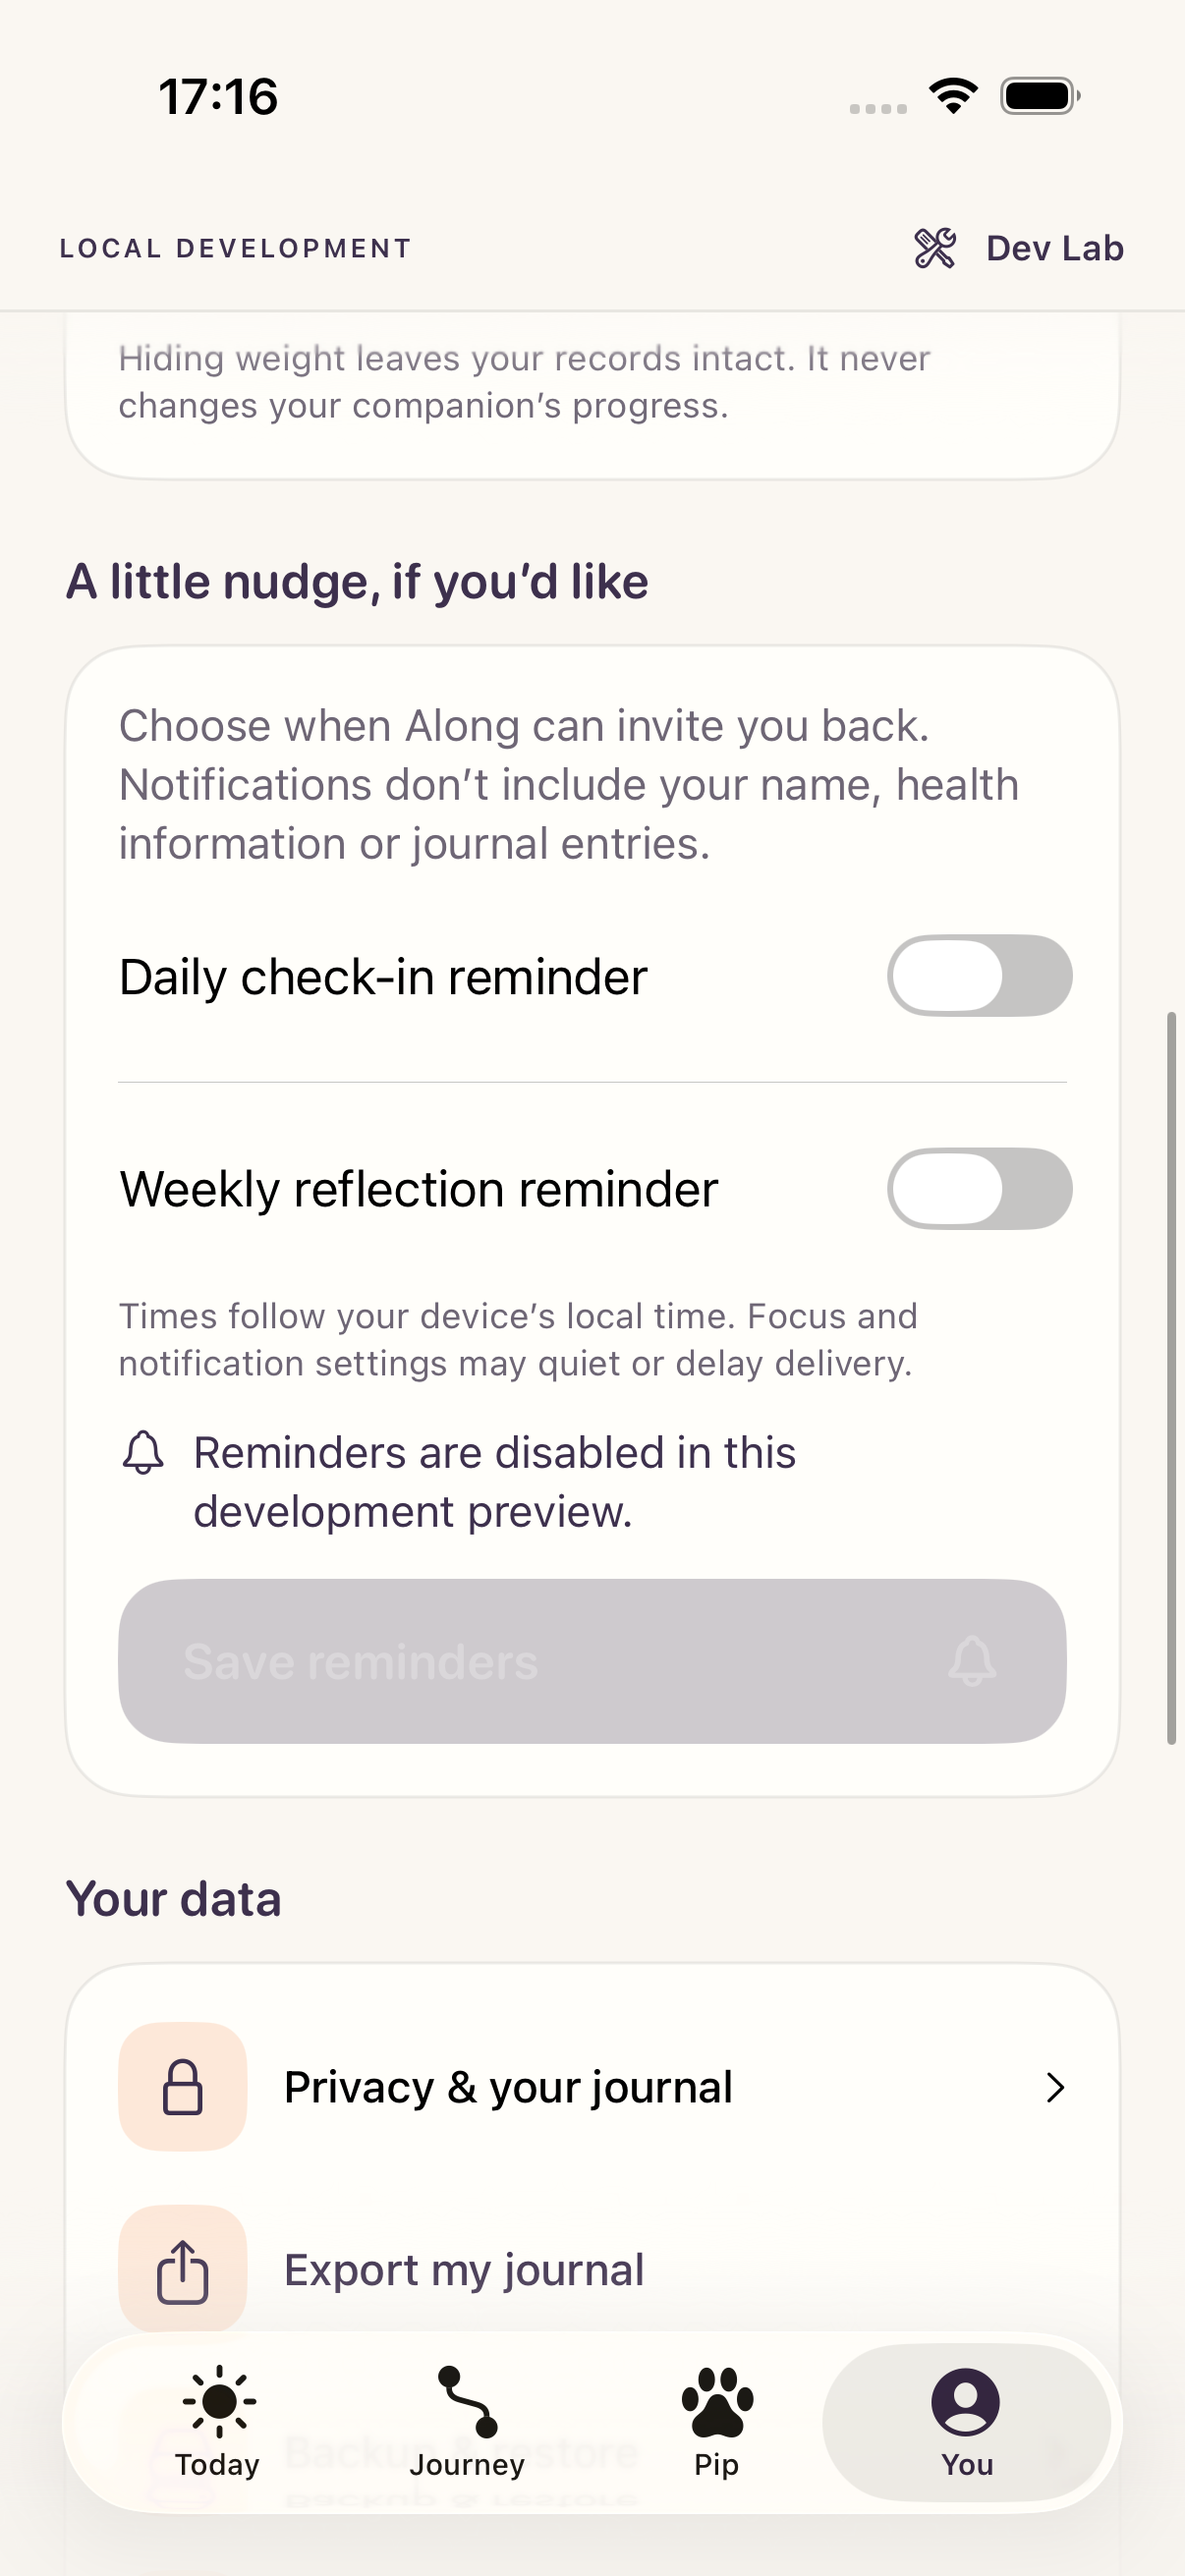 17:16
LOCAL DEVELOPMENT
Dev Lab
Hiding weight leaves your records intact. It never
changes your companion’s progress.
A little nudge, if you’d like
Choose when Along can invite you back.
Notifications don’t include your name, health
information or journal entries.
Daily check-in reminder
Weekly reflection reminder
Times follow your device’s local time. Focus and
notification settings may quiet or delay delivery.
Reminders are disabled in this
development preview.
Save reminders
Your data
Privacy & your journal
Export my journal
Backup & restore
Today
Journey
Pip
You